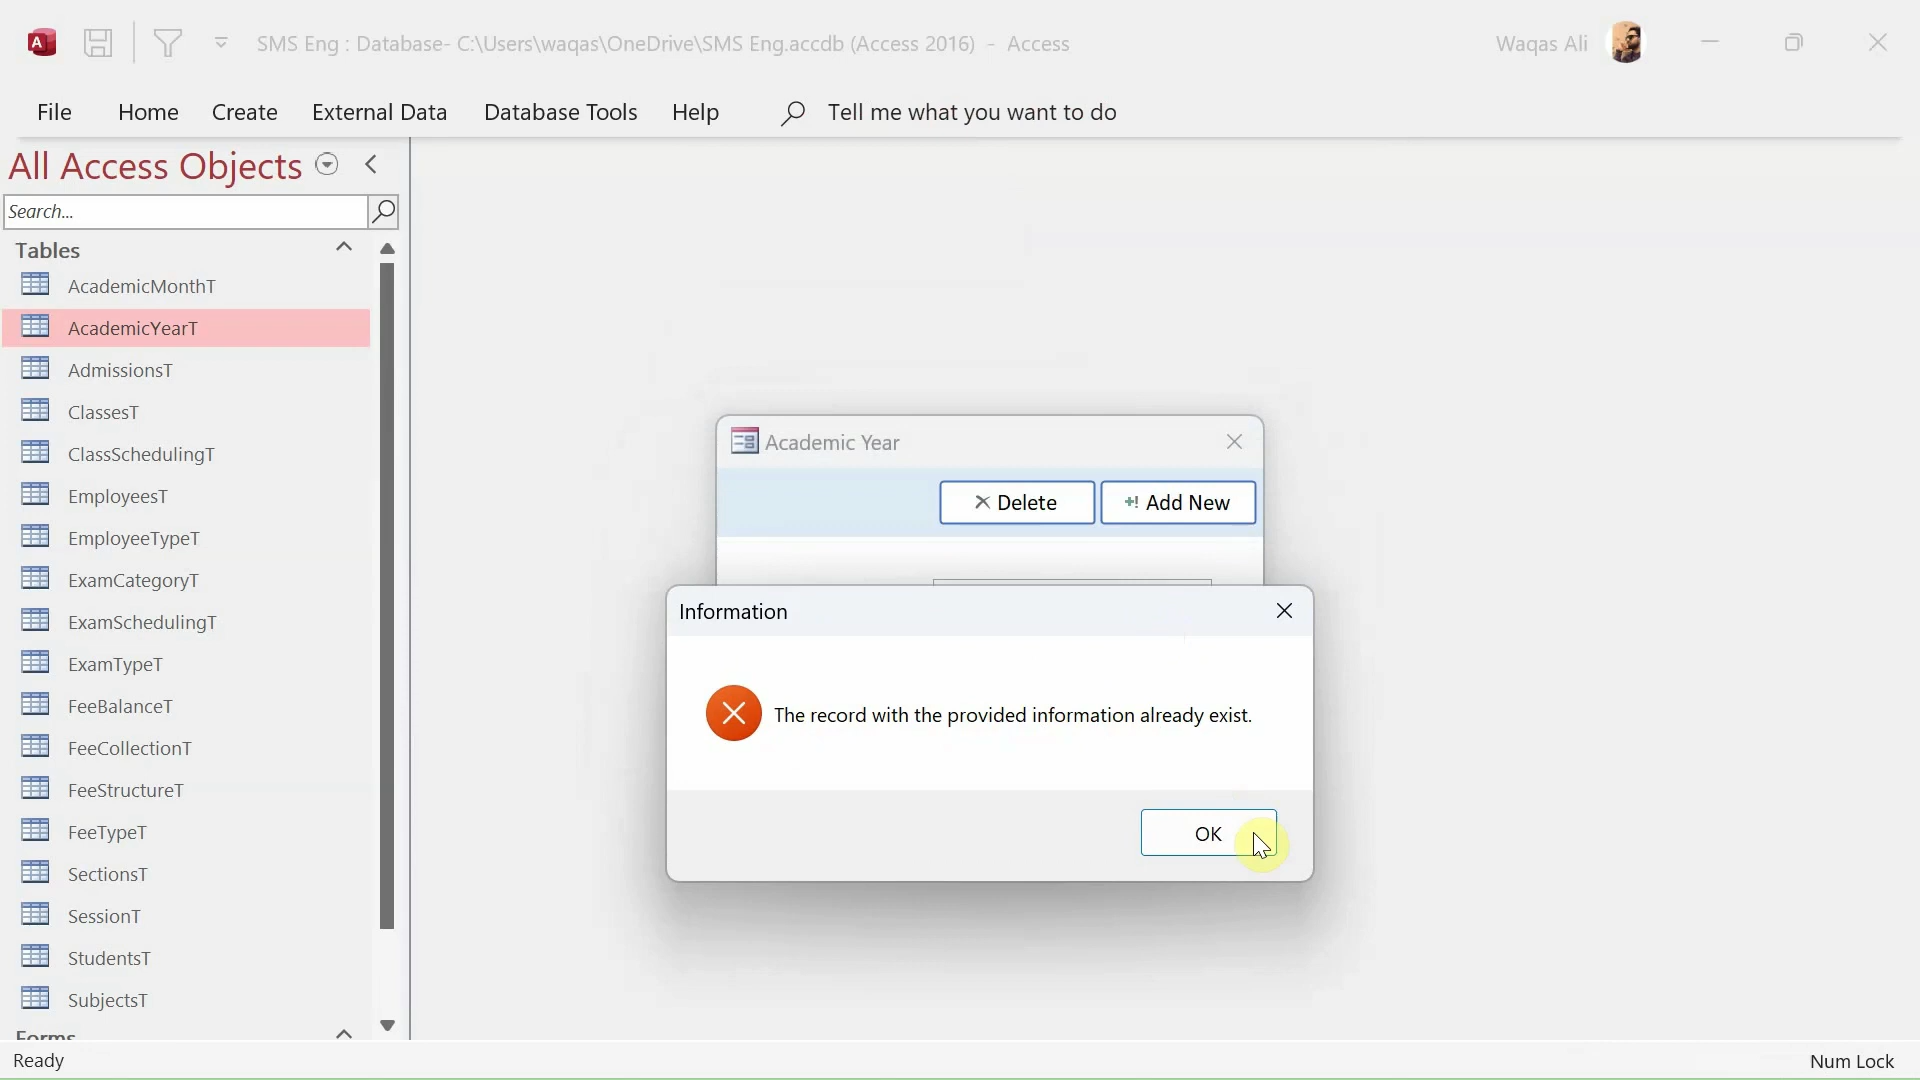 SMS Eng : Database- C:\Users\waqas\OneDrive\SMS Eng.accdb (Access 2016) - Access
Waqas Ali
File Home Create External Data Database Tools Help Tell me what you want to do
All Access Objects
Search...
Tables
AcademicMonthT
AcademicYearT
AdmissionsT
ClassesT
ClassSchedulingT
EmployeesT
EmployeeTypeT
ExamCategoryT
ExamSchedulingT
ExamTypeT
FeeBalanceT
FeeCollectionT
FeeStructureT
FeeTypeT
SectionsT
SessionT
StudentsT
SubjectsT
Forms
Academic Year
Delete
Add New
Information
The record with the provided information already exist.
OK
Ready
Num Lock